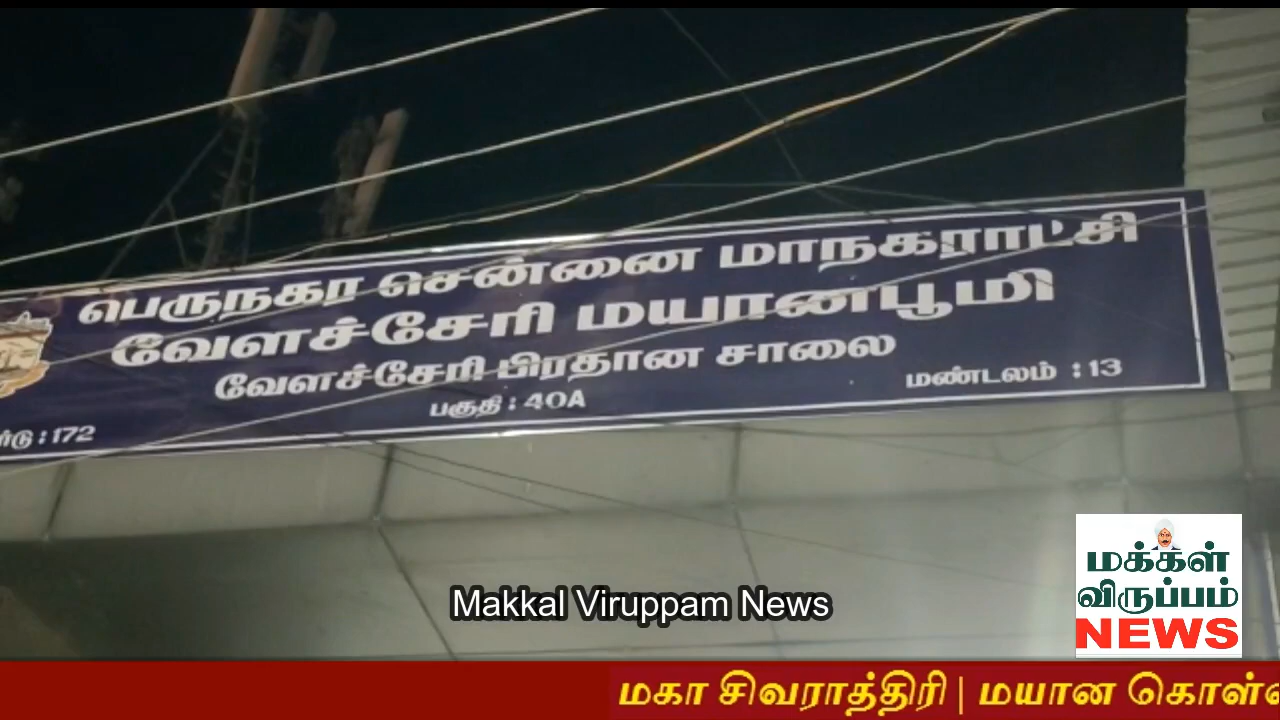 பெருநகர சென்னை மாநகராட்சி
வேளச்சேரி மயானபூமி
வேளச்சேரி பிரதான சாலை
பகுதி : 40A
மண்டலம் : 13
: 172
Makkal Viruppam News
மக்கள்
விருப்பம்
NEWS
மகா சிவராத்திரி | மயான